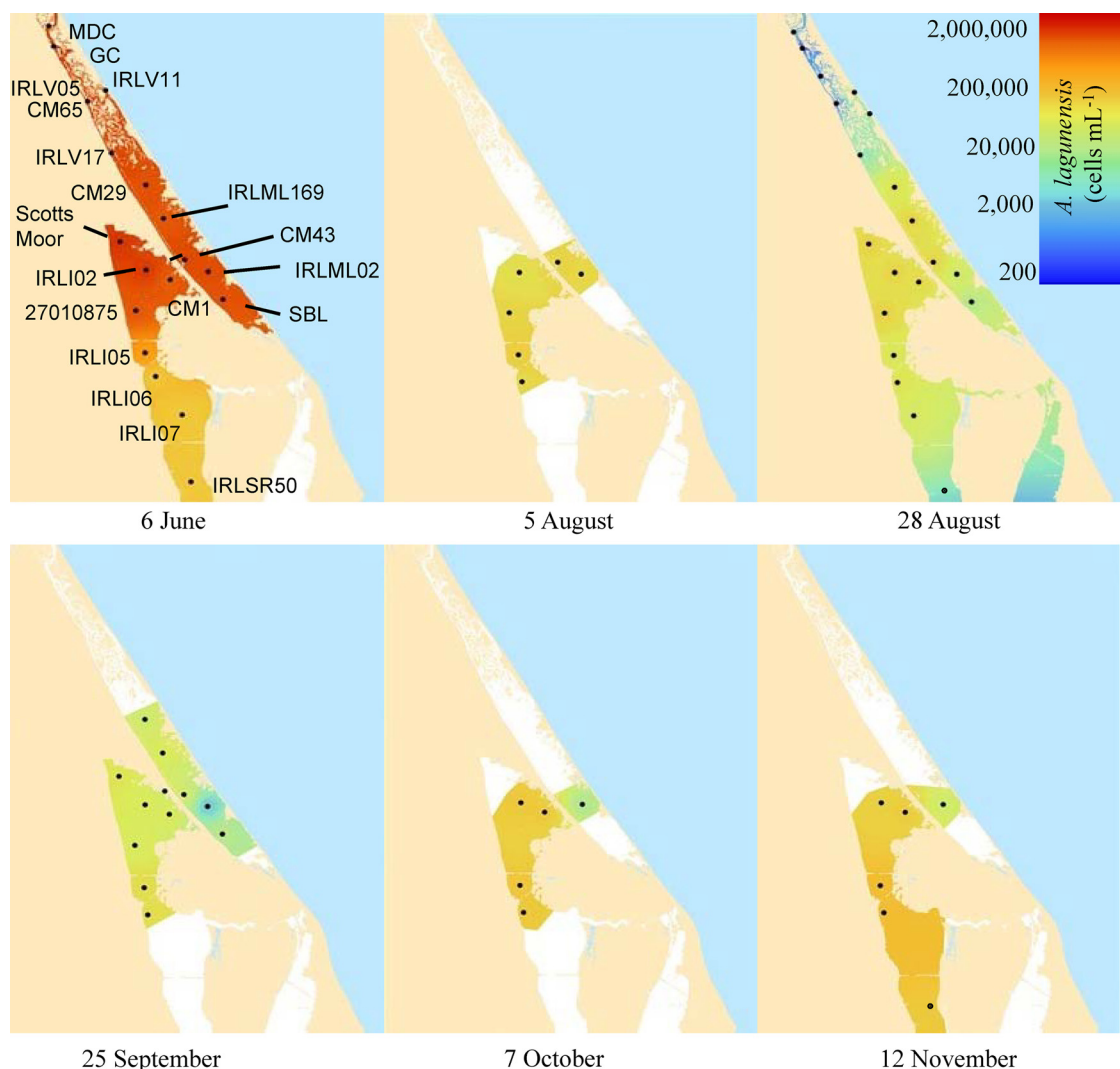 MDC
GC
IRLV11
IRLV05
CM65
IRLV17
CM29
IRLML169
Scotts
Moor
CM43
IRLI02
IRLML02
27010875
CM1
SBL
IRLI05
IRLI06
IRLI07
IRLSR50
2,000,000
200,000
20,000
2,000
200
A. lagunensis
(cells mL-1)
6 June
5 August
28 August
25 September
7 October
12 November